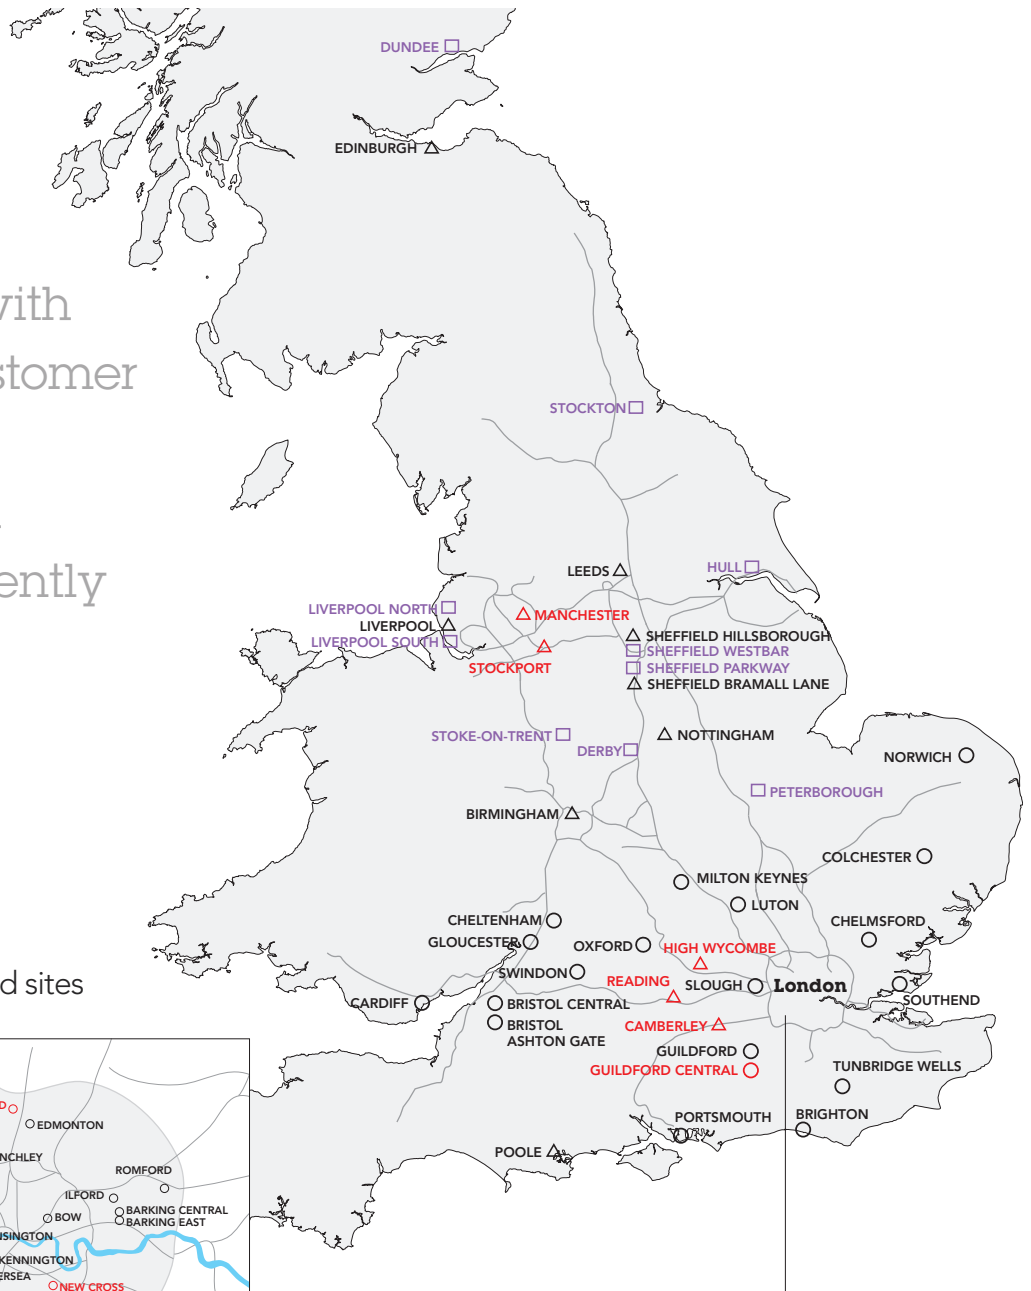 DUNDEE
EDINBURGH
with
STOCKTON
LEEDS
HULL
ently
LIVERPOOL NORTH
MANCHESTER
LIVERPOOL
SHEFFIELD HILLSBOROUGH
LIVERPOOL SOUTH
SHEFFIELD WESTBAR
STOCKPORT
SHEFFIELD PARKWAY
SHEFFIELD BRAMALL LANE
STOKE-ON-TRENT
NOTTINGHAM
DERBY
NORWICH
PETERBOROUGH
BIRMINGHAM
COLCHESTER
MILTON KEYNES
LUTON
CHELTENHAM
CHELMSFORD
GLOUCESTER
OXFORD
HIGH WYCOMBE
SWINDON
d sites
READING
SLOUGH
London
CARDIFF
BRISTOL CENTRAL
SOUTHEND
BRISTOL
ASHTON GATE
CAMBERLEY
GUILDFORD
GUILDFORD CENTRAL
TUNBRIDGE WELLS
PORTSMOUTH
BRIGHTON
POOLE
D
EDMONTON
NCHLEY
ROMFORD
ILFORD
BARKING CENTRAL
BOW
BARKING EAST
NSINGTON
KENNINGTON
ERSEA
NEW CROSS